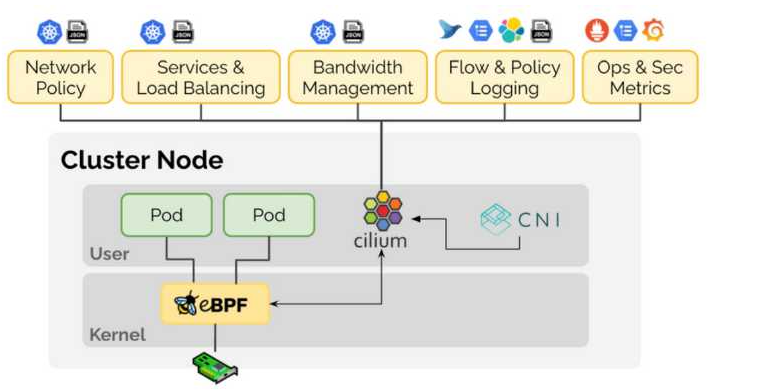 JSON
JSON
JSON
JSON
Network
Policy
Services &
Load Balancing
Bandwidth
Management
Flow & Policy
Logging
Ops & Sec
Metrics
Cluster Node
Pod
Pod
cilium
CNI
User
eBPF
Kernel